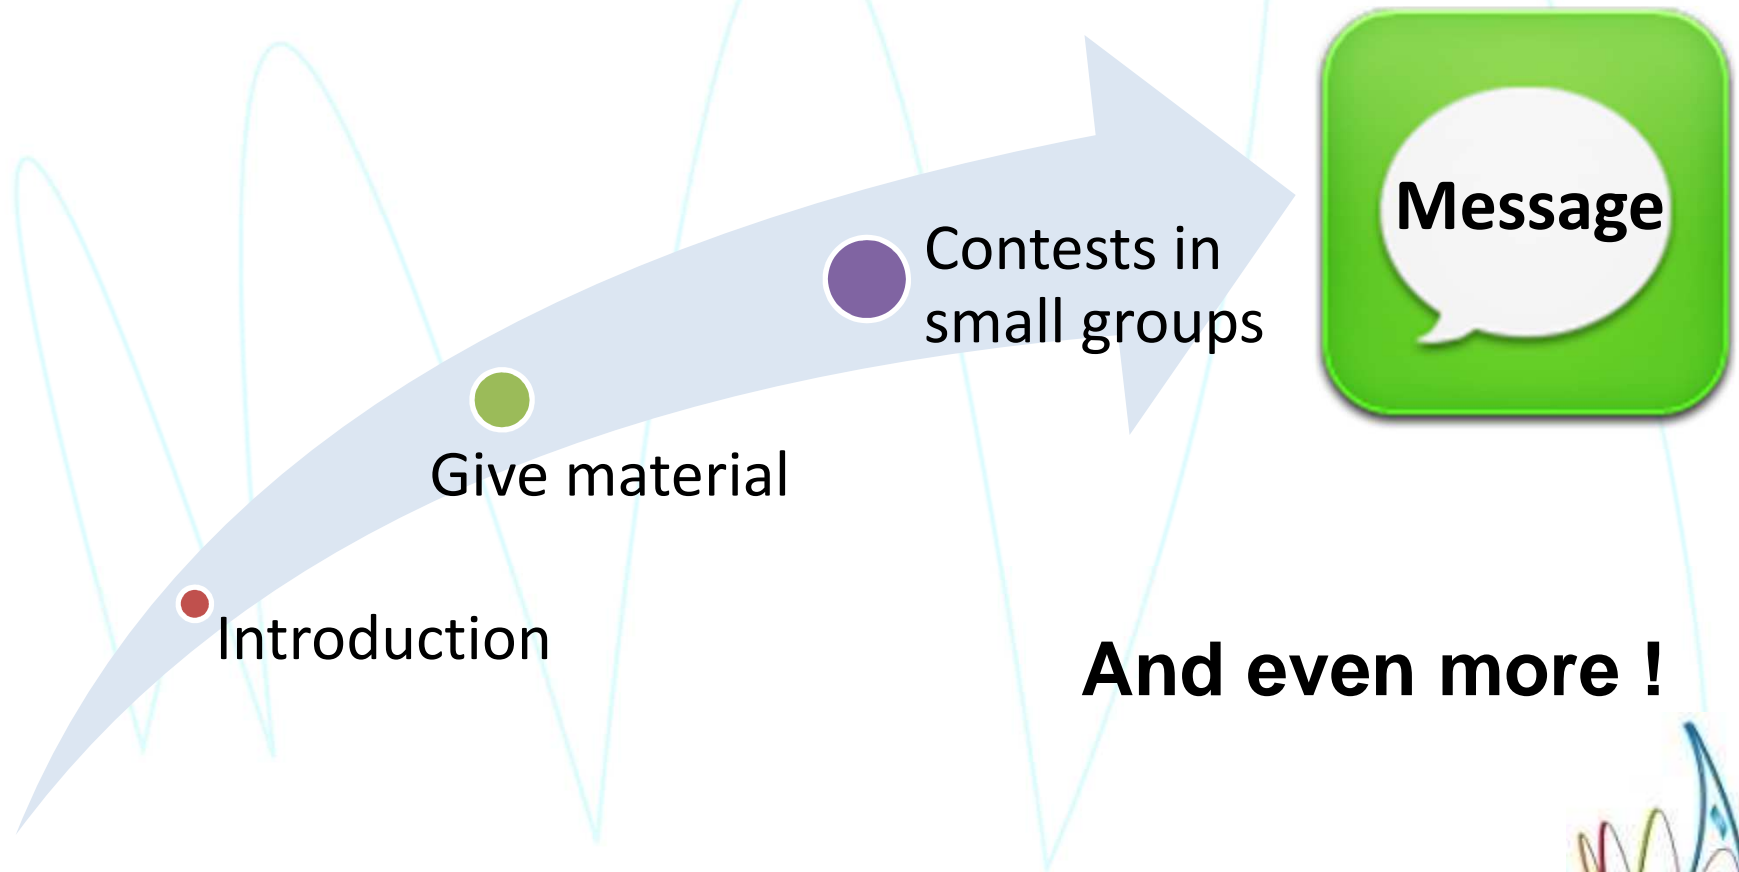 Message
Contests in
small groups
Give material
Introduction
And even more !